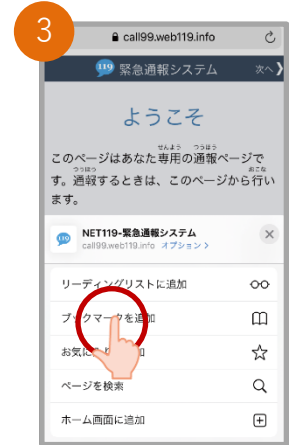 3
call99.web119.info
119 緊急通報システム 次へ
ようこそ
このページはあなた専用の通報ページで
す。通報するときは、このページから行い
ます。
119 NET119-緊急通報システム
call99.web119.info オプション
リーディングリストに追加
ブックマークを追加
お気に
ページを検索
ホーム画面に追加